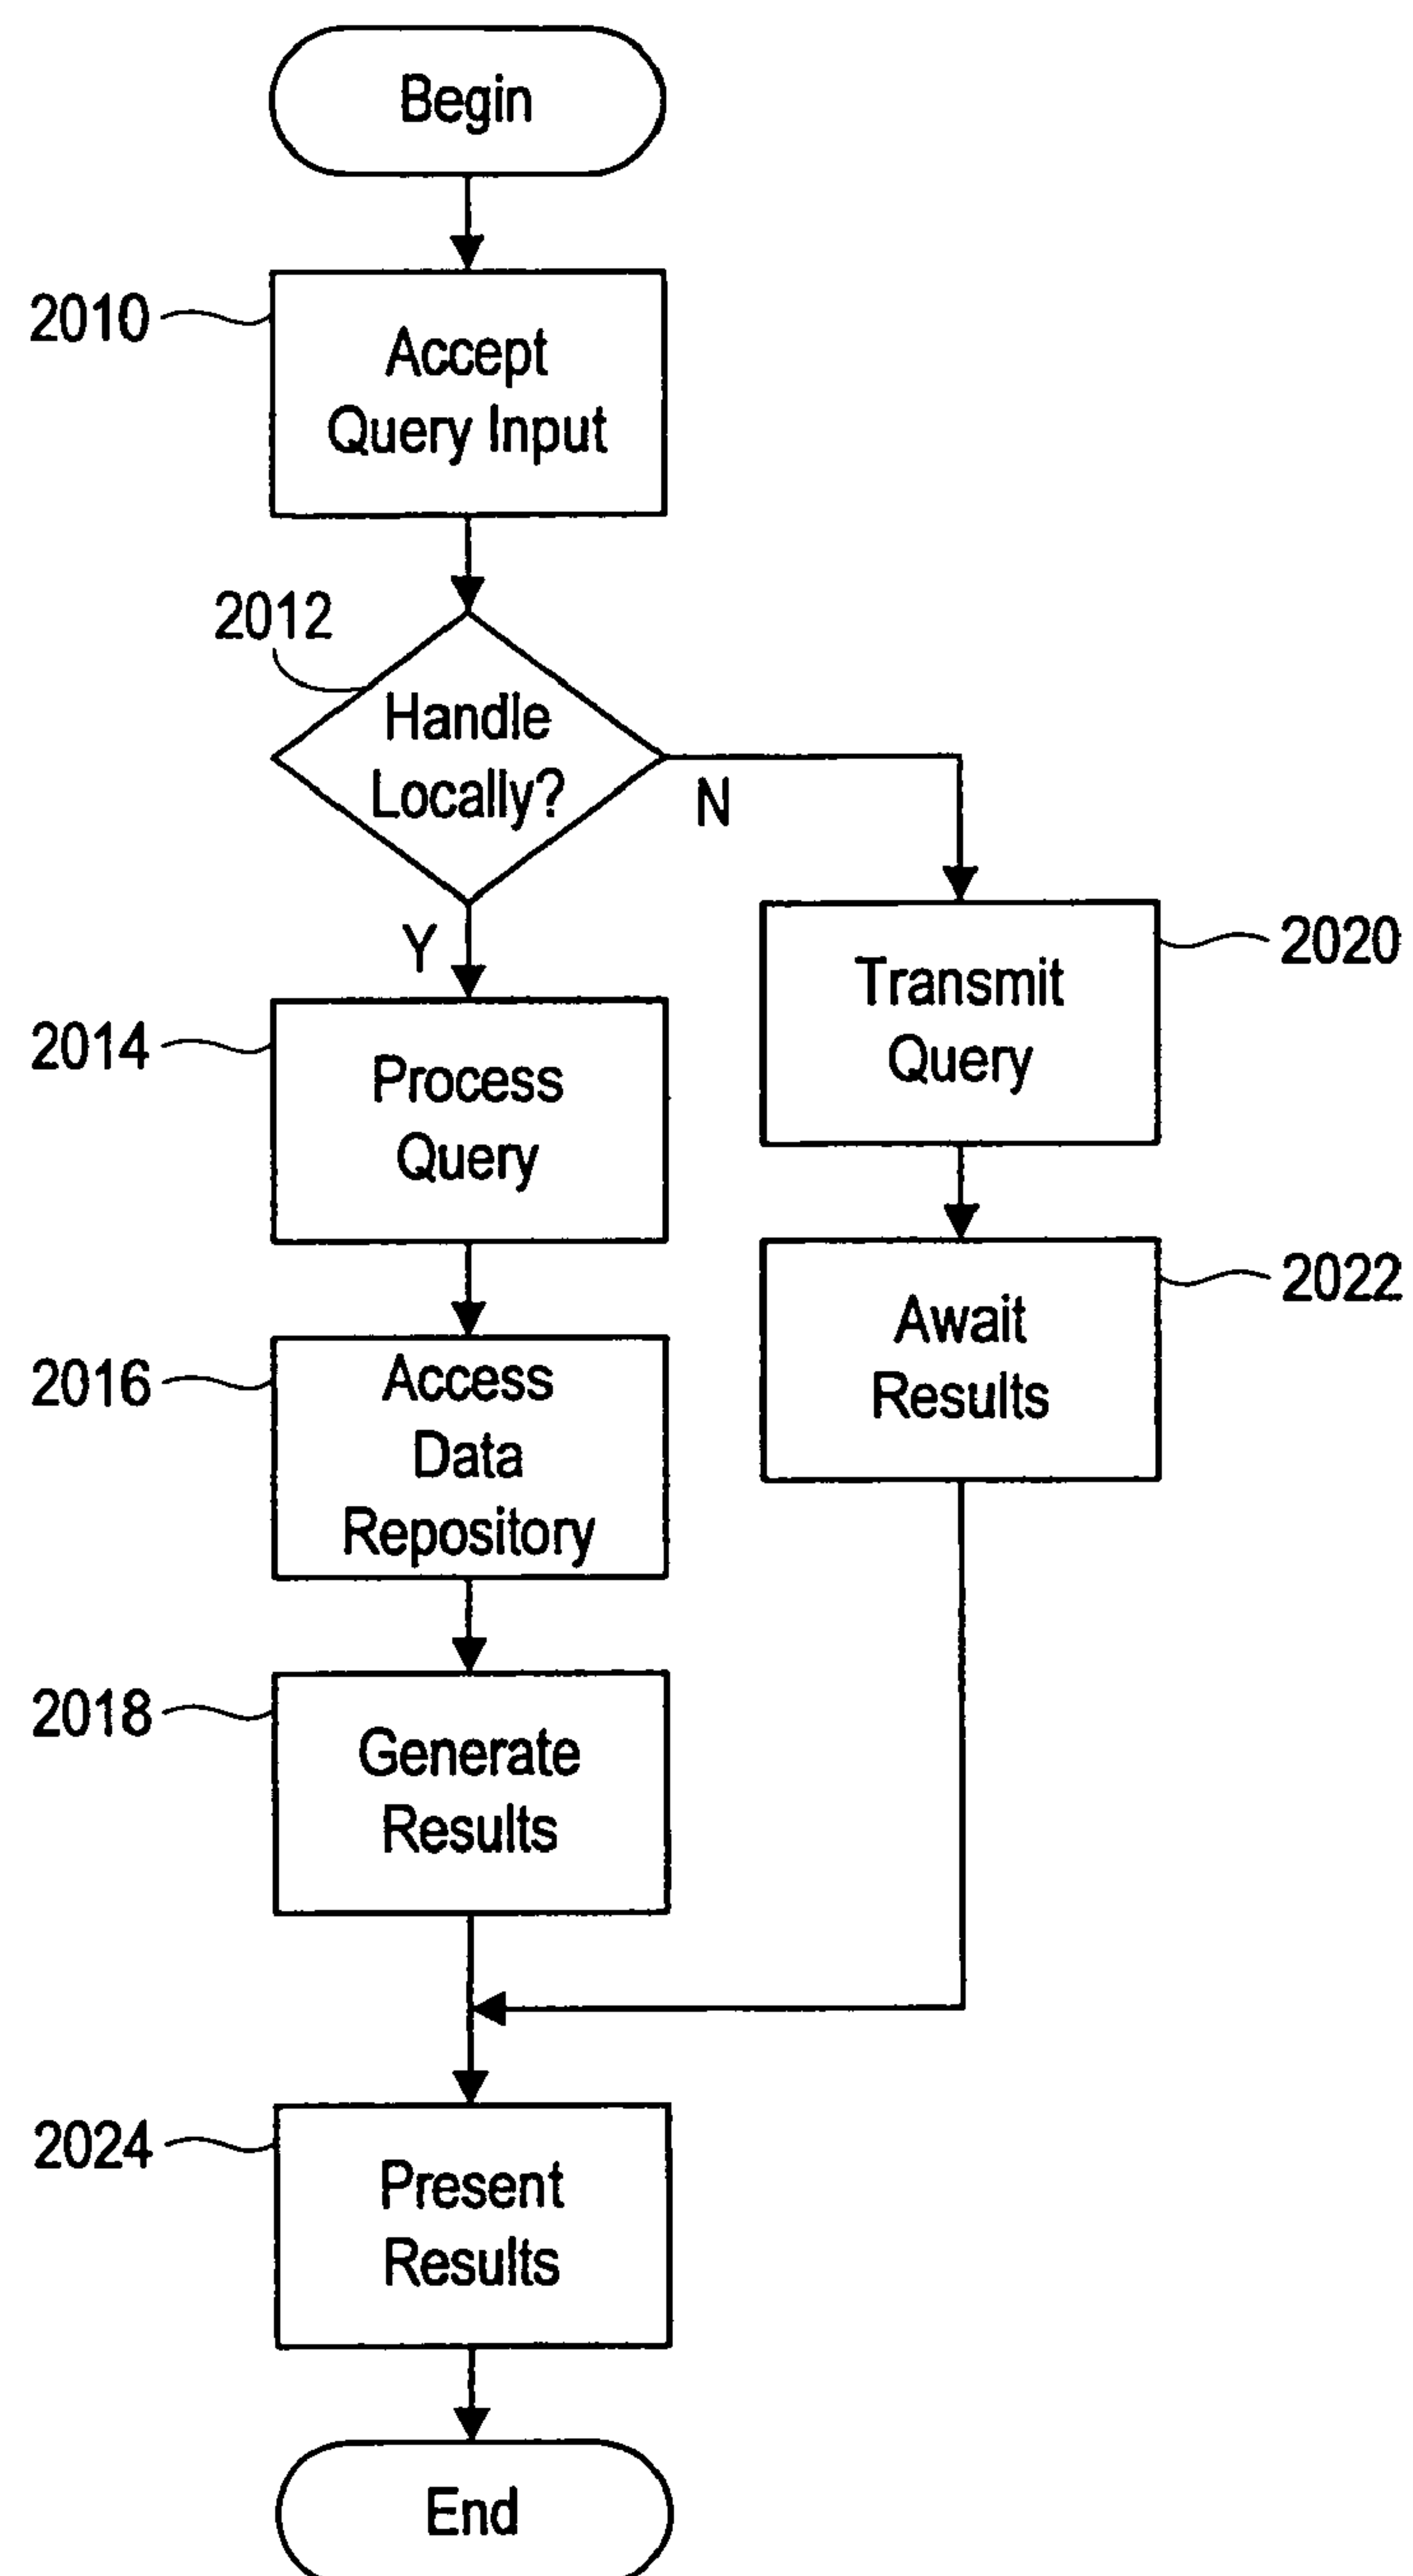 Begin
2010
Accept
Query Input
2012
Handle
Locally?
N
Y
2020
Transmit
Query
2014
Process
Query
2022
Await
Results
2016
Access
Data
Repository
2018
Generate
Results
2024
Present
Results
End